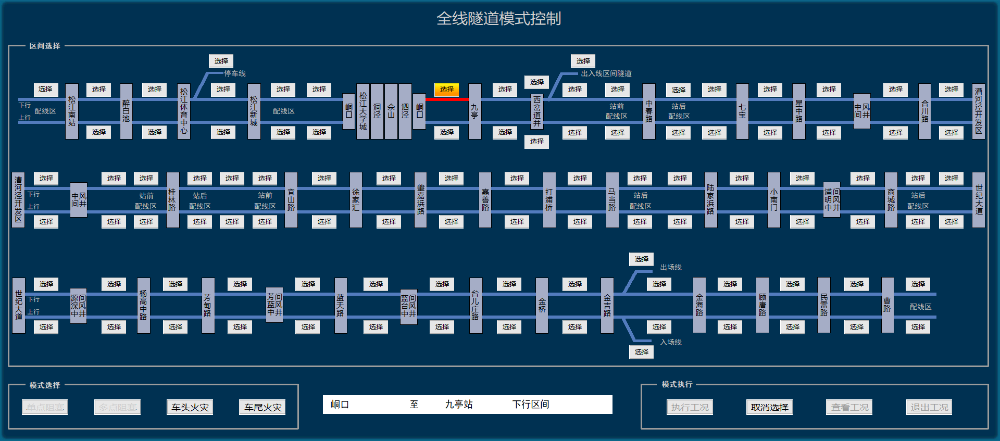 全线隧道模式控制
区间选择
选择 选择
停车线 出入线区间隧道
选择 选择 选择 选择 选择 选择 选择 选择 选择 选择 选择 选择 选择 选择 选择 选择 选择
下行
上行
配线区 配线区
站前
配线区
站后
配线区
松江南站 醉白池 松江体育中心 松江新城 峒口 松江大学城 洞泾 佘山 泗泾 峒口 九亭 西岔道井 中春路 七宝 星中路 中间风井 合川路 漕河泾开发区
选择 选择 选择 选择 选择 选择 选择 选择 选择 选择 选择 选择 选择 选择 选择 选择
选择 选择 选择 选择 选择 选择 选择 选择 选择 选择 选择 选择 选择 选择 选择 选择 选择 选择 选择
下行
上行
站前
配线区
站后
配线区
站前
配线区
站后
配线区
站后
配线区
漕河泾开发区 中间风井 桂林路 宜山路 徐家汇 肇嘉浜路 嘉善路 打浦桥 马当路 陆家浜路 小南门 浦明中间风井 商城路 世纪大道
选择 选择 选择 选择 选择 选择 选择 选择 选择 选择 选择 选择 选择 选择 选择 选择 选择 选择 选择
选择
出场线
选择 选择 选择 选择 选择 选择 选择 选择 选择 选择 选择 选择 选择 选择
下行
上行
配线区
世纪大道 源深中间风井 杨高中路 芳甸路 芳蓝中间风井 蓝天路 蓝台中间风井 台儿庄路 金桥 金吉路 金海路 顾唐路 民雷路 曹路
选择 选择 选择 选择 选择 选择 选择 选择 选择 选择 选择 选择 选择 选择
入场线
选择
模式选择
单点阻塞 多点阻塞 车头火灾 车尾火灾
峒口 至 九亭站 下行区间
模式执行
执行工况 取消选择 查看工况 退出工况